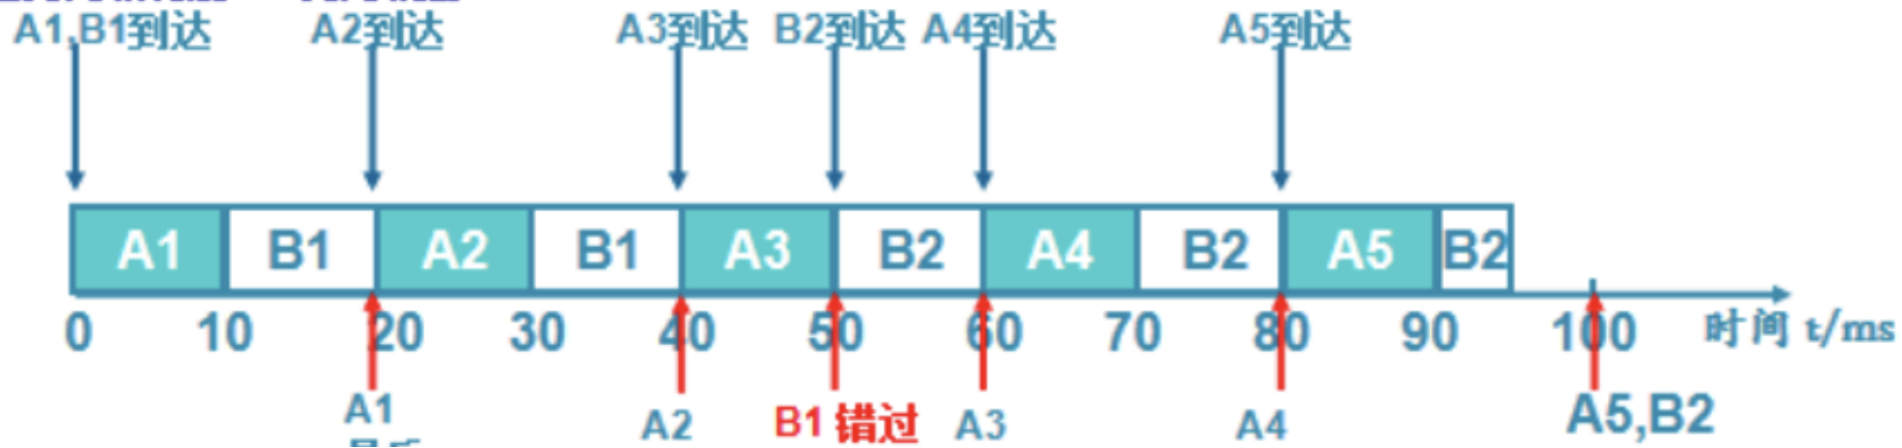 A1,B1到达 A2到达 A3到达 B2到达 A4到达 A5到达
A1 B1 A2 B1 A3 B2 A4 B2 A5 B2
0 10 20 30 40 50 60 70 80 90 100 时间 t/ms
A1 A2 B1 错过 A3 A4 A5,B2